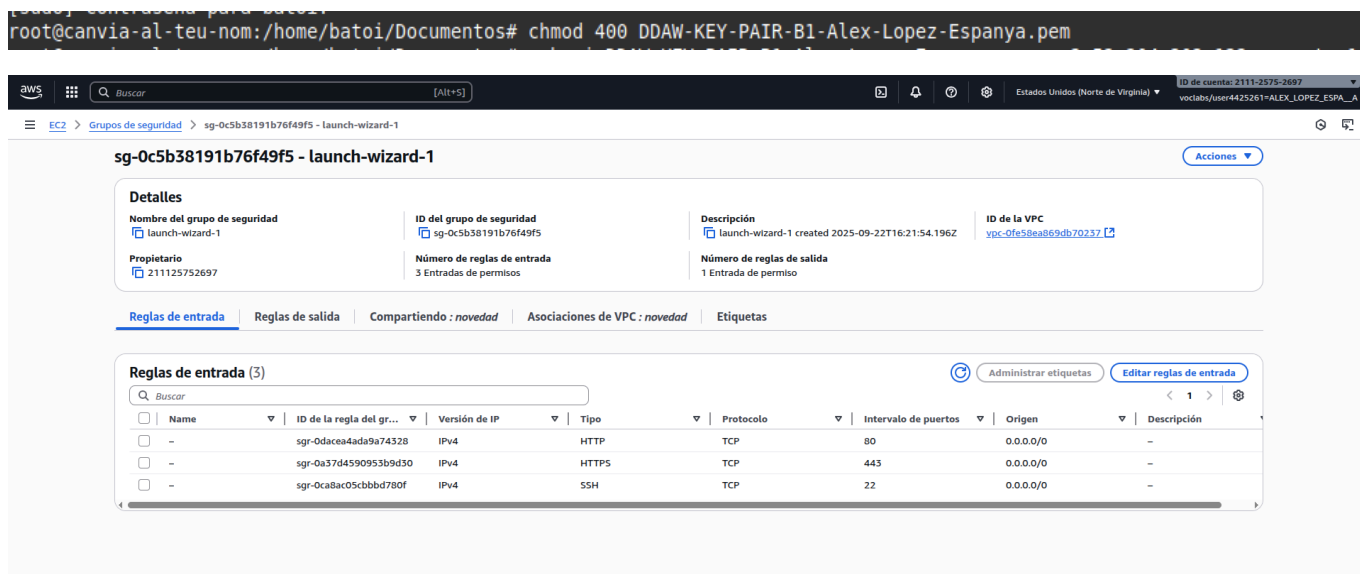 root@canvia-al-teu-nom:/home/batoi/Documentos# chmod 400 DDAW-KEY-PAIR-B1-Alex-Lopez-Espanya.pem
aws Buscar [Alt+S] Estados Unidos (Norte de Virginia) ID de cuenta: 2111-2575-2697
voclabs/user4425261=ALEX_LOPEZ_ESPA__A
EC2 > Grupos de seguridad > sg-0c5b38191b76f49f5 - launch-wizard-1
sg-0c5b38191b76f49f5 - launch-wizard-1 Acciones
Detalles
Nombre del grupo de seguridad ID del grupo de seguridad Descripción ID de la VPC
launch-wizard-1 sg-0c5b38191b76f49f5 launch-wizard-1 created 2025-09-22T16:21:54.196Z vpc-0fe58ea869db70237
Propietario Número de reglas de entrada Número de reglas de salida
211125752697 3 Entradas de permisos 1 Entrada de permiso
Reglas de entrada Reglas de salida Compartiendo : novedad Asociaciones de VPC : novedad Etiquetas
Reglas de entrada (3) Administrar etiquetas Editar reglas de entrada
Buscar < 1 >
Name ID de la regla del gr... Versión de IP Tipo Protocolo Intervalo de puertos Origen Descripción
– sgr-0dacea4ada9a74328 IPv4 HTTP TCP 80 0.0.0.0/0 –
– sgr-0a37d4590953b9d30 IPv4 HTTPS TCP 443 0.0.0.0/0 –
– sgr-0ca8ac05cbbbd780f IPv4 SSH TCP 22 0.0.0.0/0 –